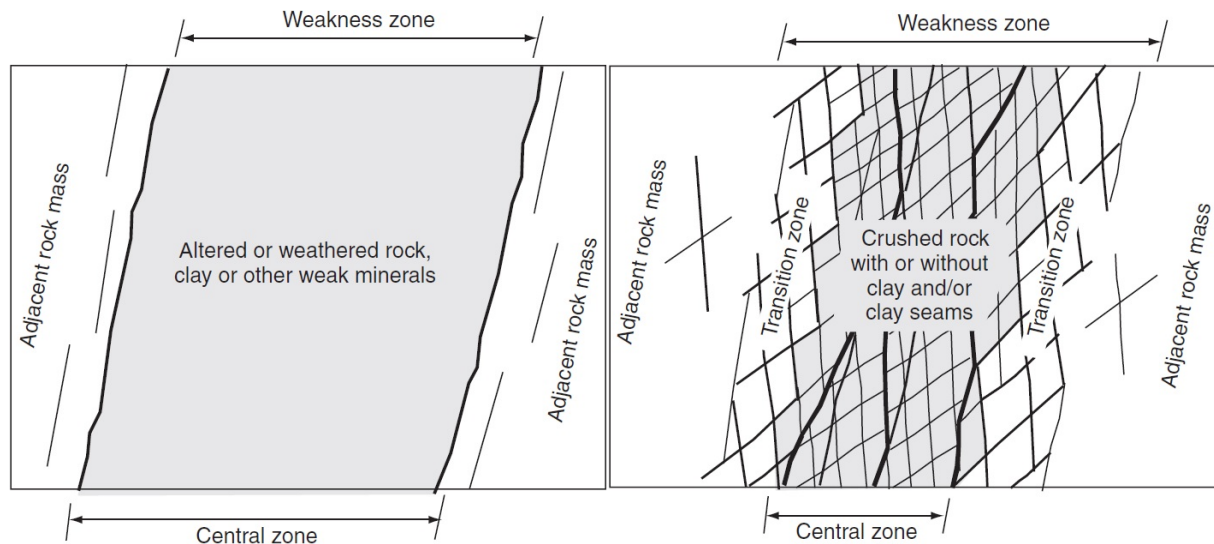 Weakness zone
Adjacent rock mass
Altered or weathered rock,
clay or other weak minerals
Adjacent rock mass
Central zone
Weakness zone
Adjacent rock mass
Transition zone
Crushed rock
with or without
clay and/or
clay seams
Transition zone
Adjacent rock mass
Central zone